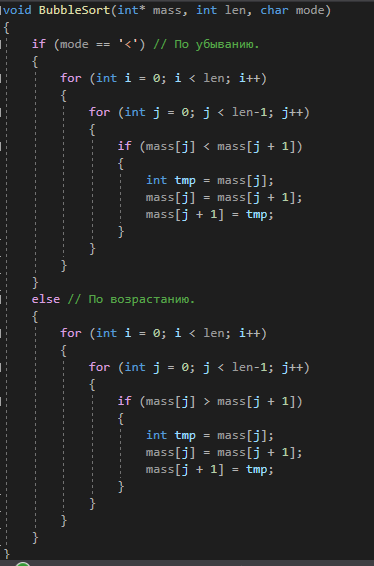 void BubbleSort(int* mass, int len, char mode)
{
    if (mode == '<') // По убыванию.
    {
        for (int i = 0; i < len; i++)
        {
            for (int j = 0; j < len-1; j++)
            {
                if (mass[j] < mass[j + 1])
                {
                    int tmp = mass[j];
                    mass[j] = mass[j + 1];
                    mass[j + 1] = tmp;
                }
            }
        }
    }
    else // По возрастанию.
    {
        for (int i = 0; i < len; i++)
        {
            for (int j = 0; j < len-1; j++)
            {
                if (mass[j] > mass[j + 1])
                {
                    int tmp = mass[j];
                    mass[j] = mass[j + 1];
                    mass[j + 1] = tmp;
                }
            }
        }
    }
}